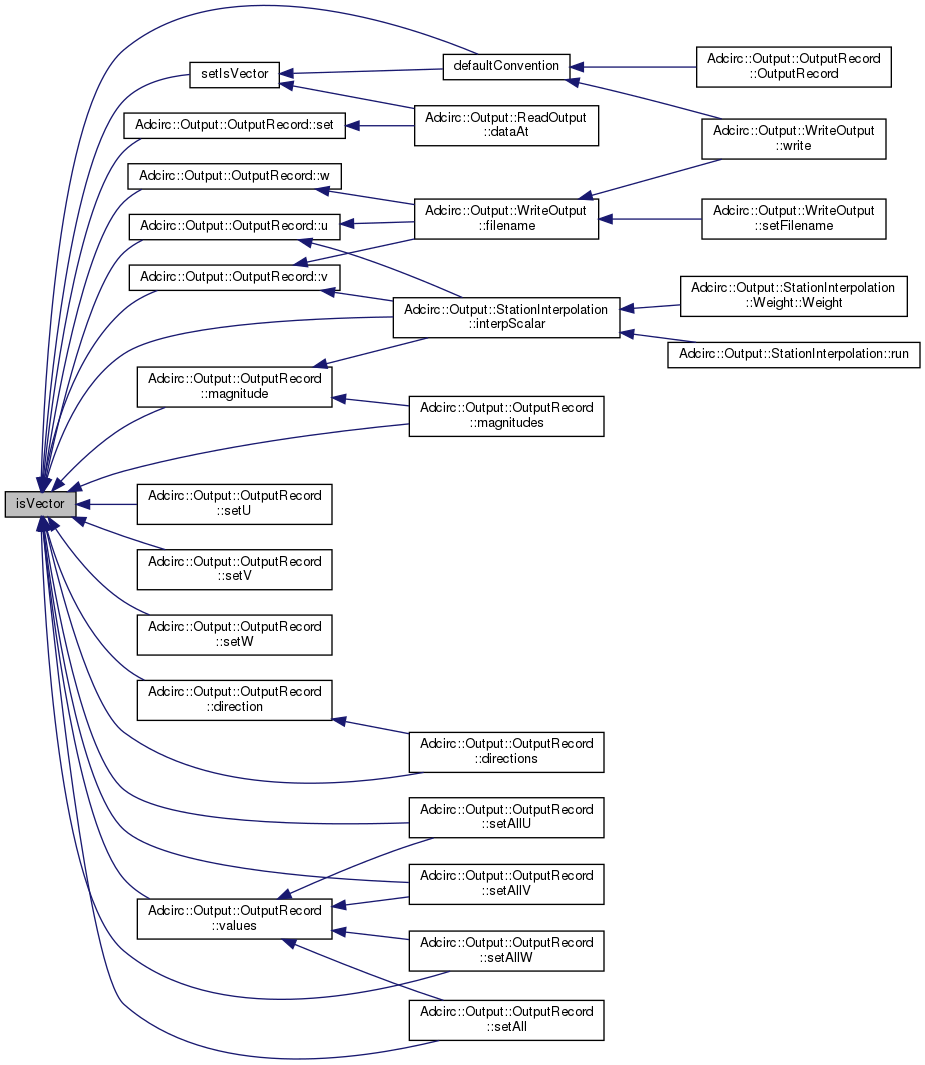 isVector
setIsVector
Adcirc::Output::OutputRecord::set
Adcirc::Output::OutputRecord::w
Adcirc::Output::OutputRecord::u
Adcirc::Output::OutputRecord::v
Adcirc::Output::OutputRecord
::magnitude
Adcirc::Output::OutputRecord
::setU
Adcirc::Output::OutputRecord
::setV
Adcirc::Output::OutputRecord
::setW
Adcirc::Output::OutputRecord
::direction
Adcirc::Output::OutputRecord
::values
defaultConvention
Adcirc::Output::ReadOutput
::dataAt
Adcirc::Output::WriteOutput
::filename
Adcirc::Output::StationInterpolation
::interpScalar
Adcirc::Output::OutputRecord
::magnitudes
Adcirc::Output::OutputRecord
::directions
Adcirc::Output::OutputRecord
::setAllU
Adcirc::Output::OutputRecord
::setAllV
Adcirc::Output::OutputRecord
::setAllW
Adcirc::Output::OutputRecord
::setAll
Adcirc::Output::OutputRecord
::OutputRecord
Adcirc::Output::WriteOutput
::write
Adcirc::Output::WriteOutput
::setFilename
Adcirc::Output::StationInterpolation
::Weight::Weight
Adcirc::Output::StationInterpolation::run